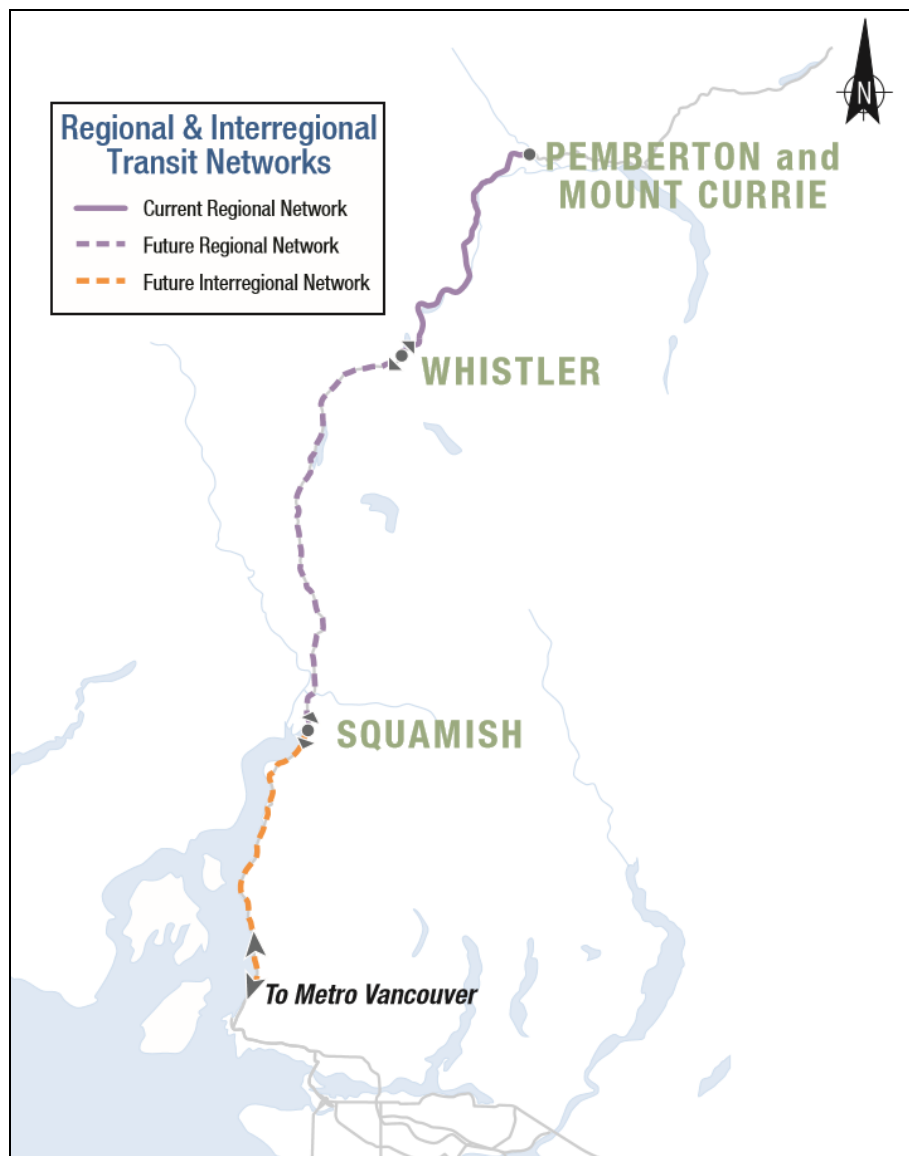 N
Regional & Interregional
Transit Networks
Current Regional Network
Future Regional Network
Future Interregional Network
PEMBERTON and
MOUNT CURRIE
WHISTLER
SQUAMISH
To Metro Vancouver